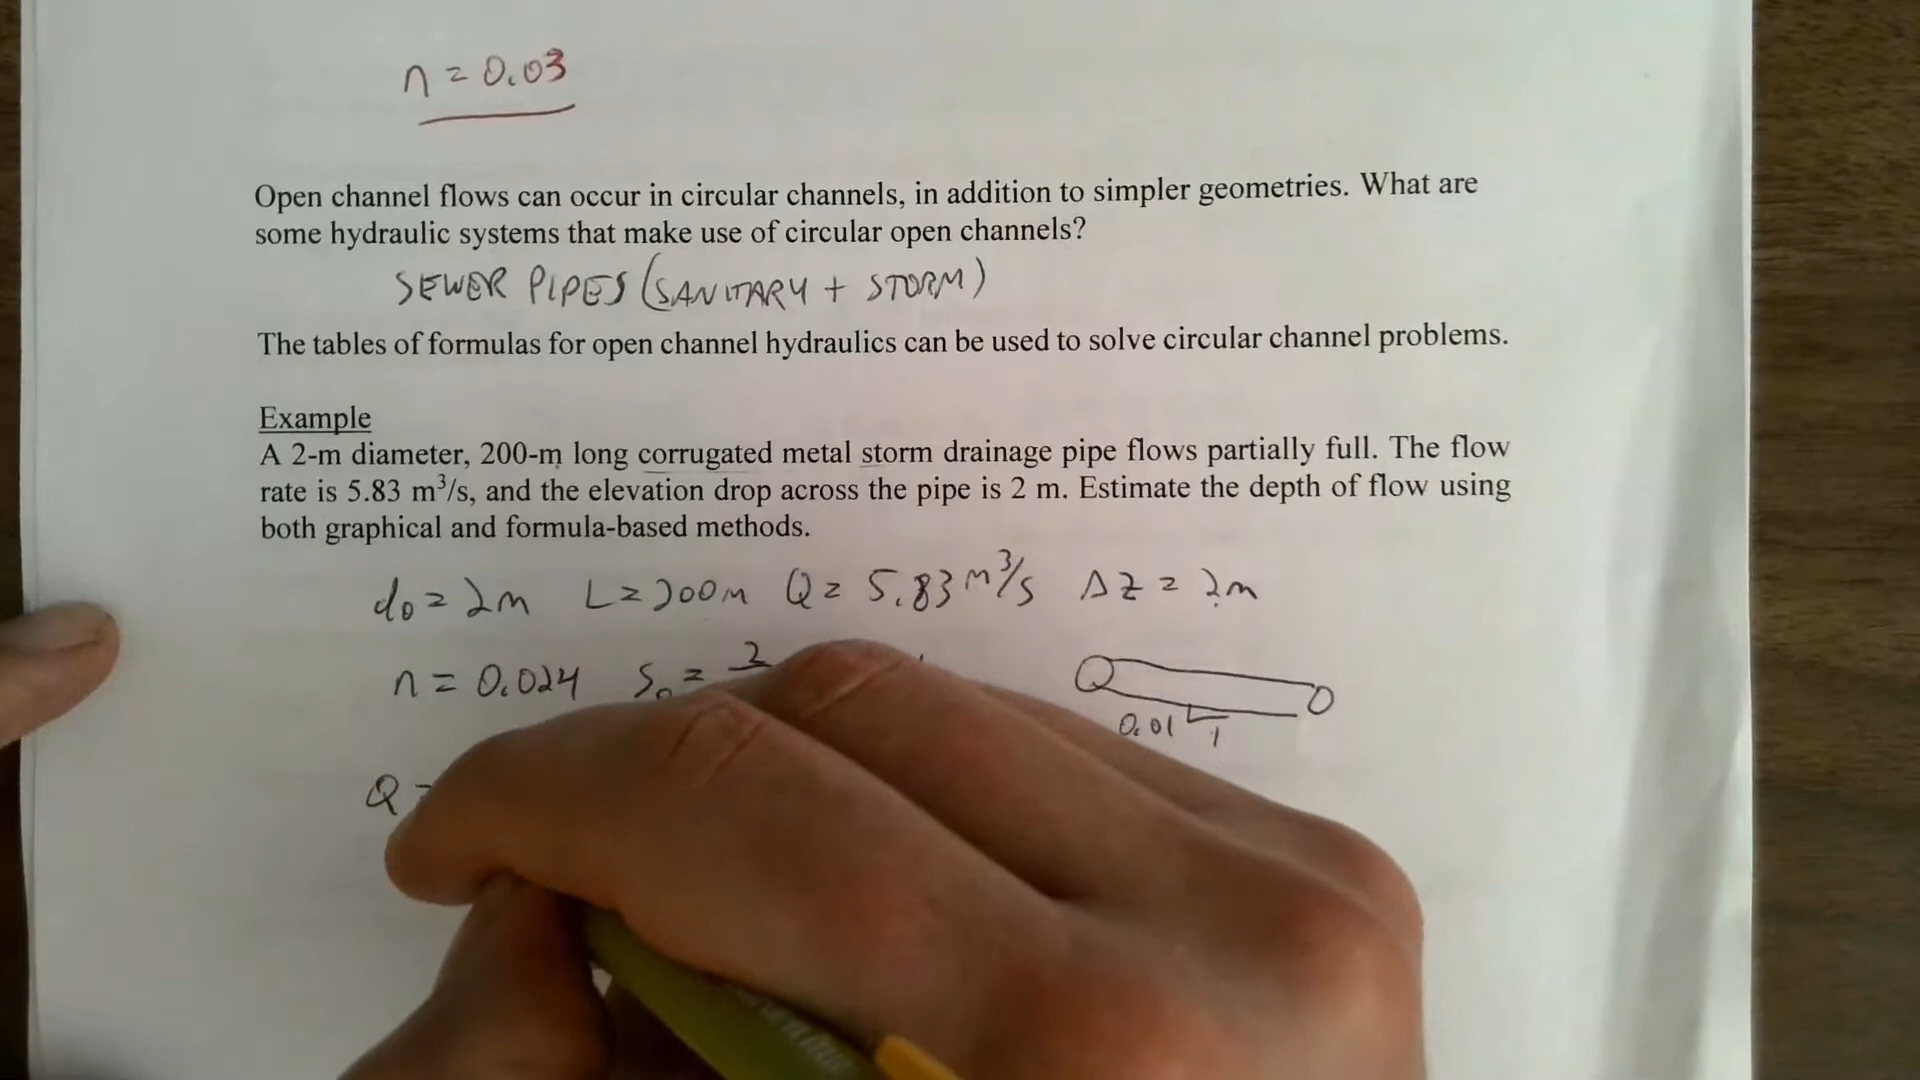 n = 0.03
Open channel flows can occur in circular channels, in addition to simpler geometries. What are
some hydraulic systems that make use of circular open channels?
SEWER PIPES (SANITARY + STORM)
The tables of formulas for open channel hydraulics can be used to solve circular channel problems.
Example
A 2-m diameter, 200-m long corrugated metal storm drainage pipe flows partially full. The flow
rate is 5.83 m³/s, and the elevation drop across the pipe is 2 m. Estimate the depth of flow using
both graphical and formula-based methods.
d₀ = 2m L = 200m Q = 5.83 m³/s ΔZ = 2m
n = 0.024 S₀ = 2
0.01 1
Q =